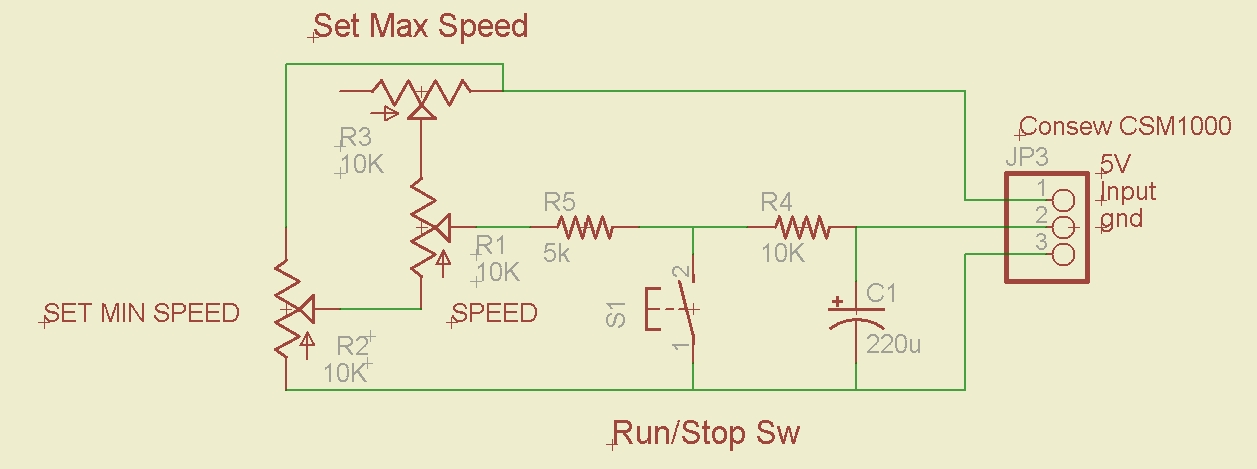 Set Max Speed
Consew CSM1000
R3
10K
JP3
5V
1
Input
R5
R4
2
gnd
R1
5k
10K
3
10K
2
SET MIN SPEED
SPEED
S1
+
C1
R2
1
220u
10K
Run/Stop Sw